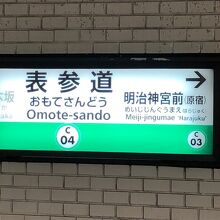 表参道
おもてさんどう
Omote-sando
C
04
→
明治神宮前〈原宿〉
めいじじんぐうまえ〈はらじゅく〉
Meiji-jingumae 'Harajuku'
C
03
坂